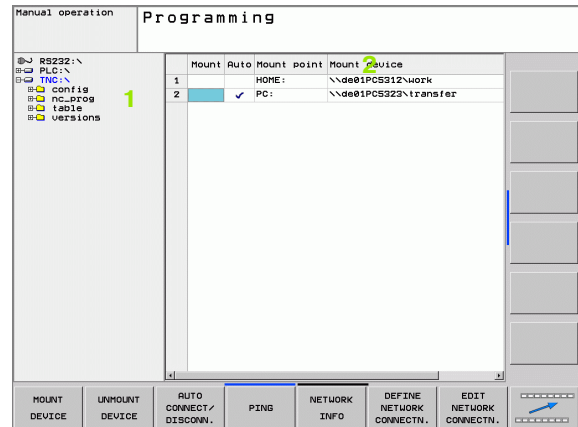 Manual operation
Programming
RS232:\
PLC:\
TNC:\
config
nc_prog
table
versions
1
Mount Auto Mount point Mount device
2
1 HOME: \\de01PC5312\work
2 PC: \\de01PC5323\transfer
MOUNT
DEVICE
UNMOUNT
DEVICE
AUTO
CONNECT/
DISCONN.
PING
NETWORK
INFO
DEFINE
NETWORK
CONNECTN.
EDIT
NETWORK
CONNECTN.